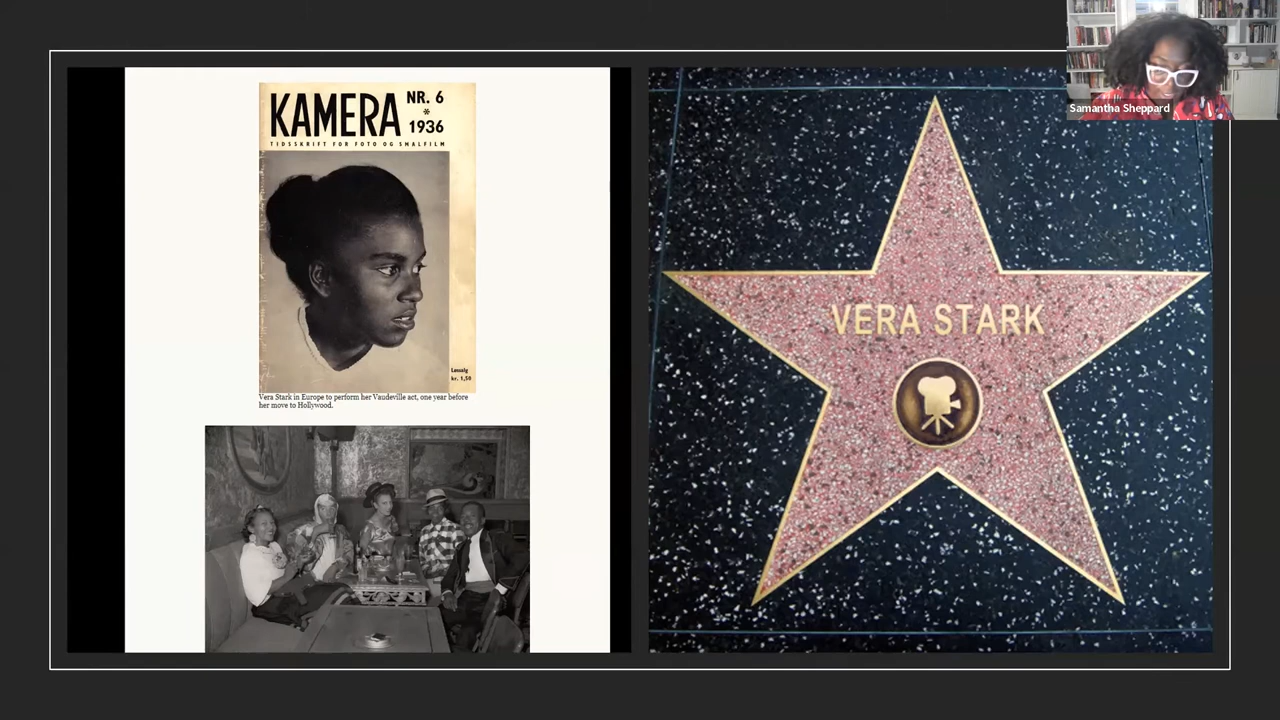 KAMERA NR. 6
*
1936
TIDSSKRIFT FOR FOTO OG SMALFILM
Løssalg
kr. 1,50
Vera Stark in Europe to perform her Vaudeville act, one year before
her move to Hollywood.
VERA STARK
Samantha Sheppard